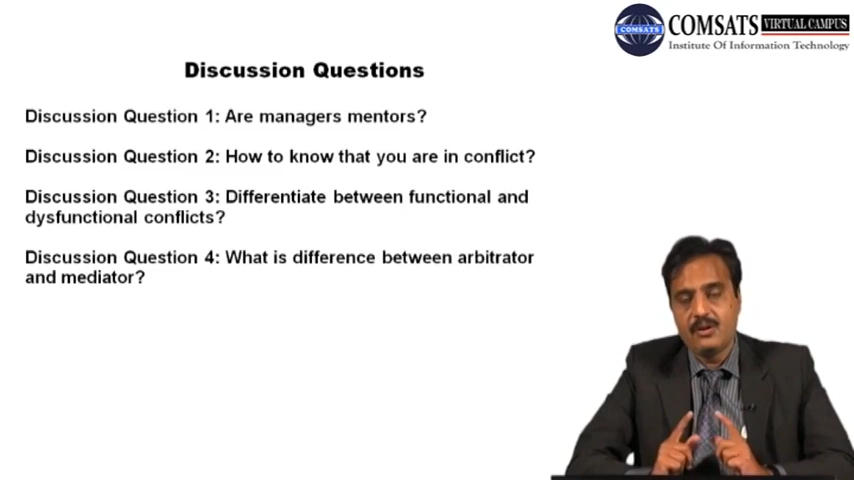 COMSATS VIRTUAL CAMPUS
COMSATS
Institute Of Information Technology
Discussion Questions
Discussion Question 1: Are managers mentors?
Discussion Question 2: How to know that you are in conflict?
Discussion Question 3: Differentiate between functional and
dysfunctional conflicts?
Discussion Question 4: What is difference between arbitrator
and mediator?